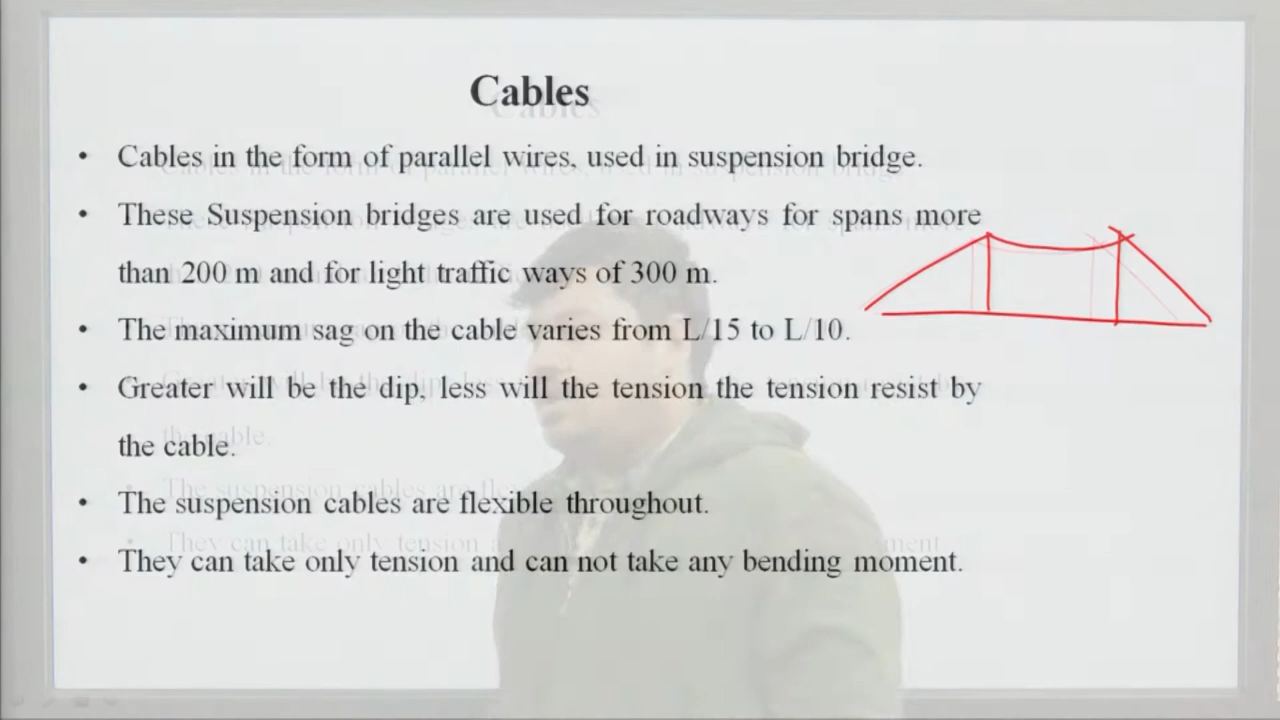 Cables
• Cables in the form of parallel wires, used in suspension bridge.
• These Suspension bridges are used for roadways for spans more
than 200 m and for light traffic ways of 300 m.
• The maximum sag on the cable varies from L/15 to L/10.
• Greater will be the dip, less will the tension the tension resist by
the cable.
• The suspension cables are flexible throughout.
• They can take only tension and can not take any bending moment.